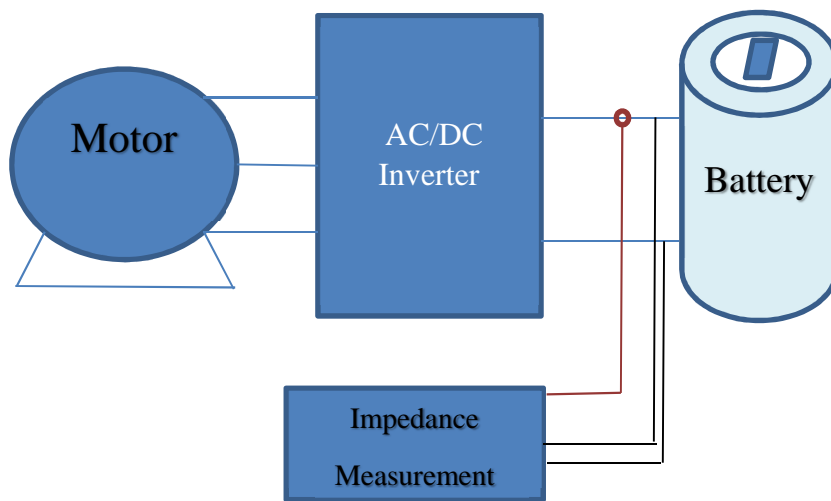 Motor
AC/DC
Inverter
Battery
Impedance
Measurement